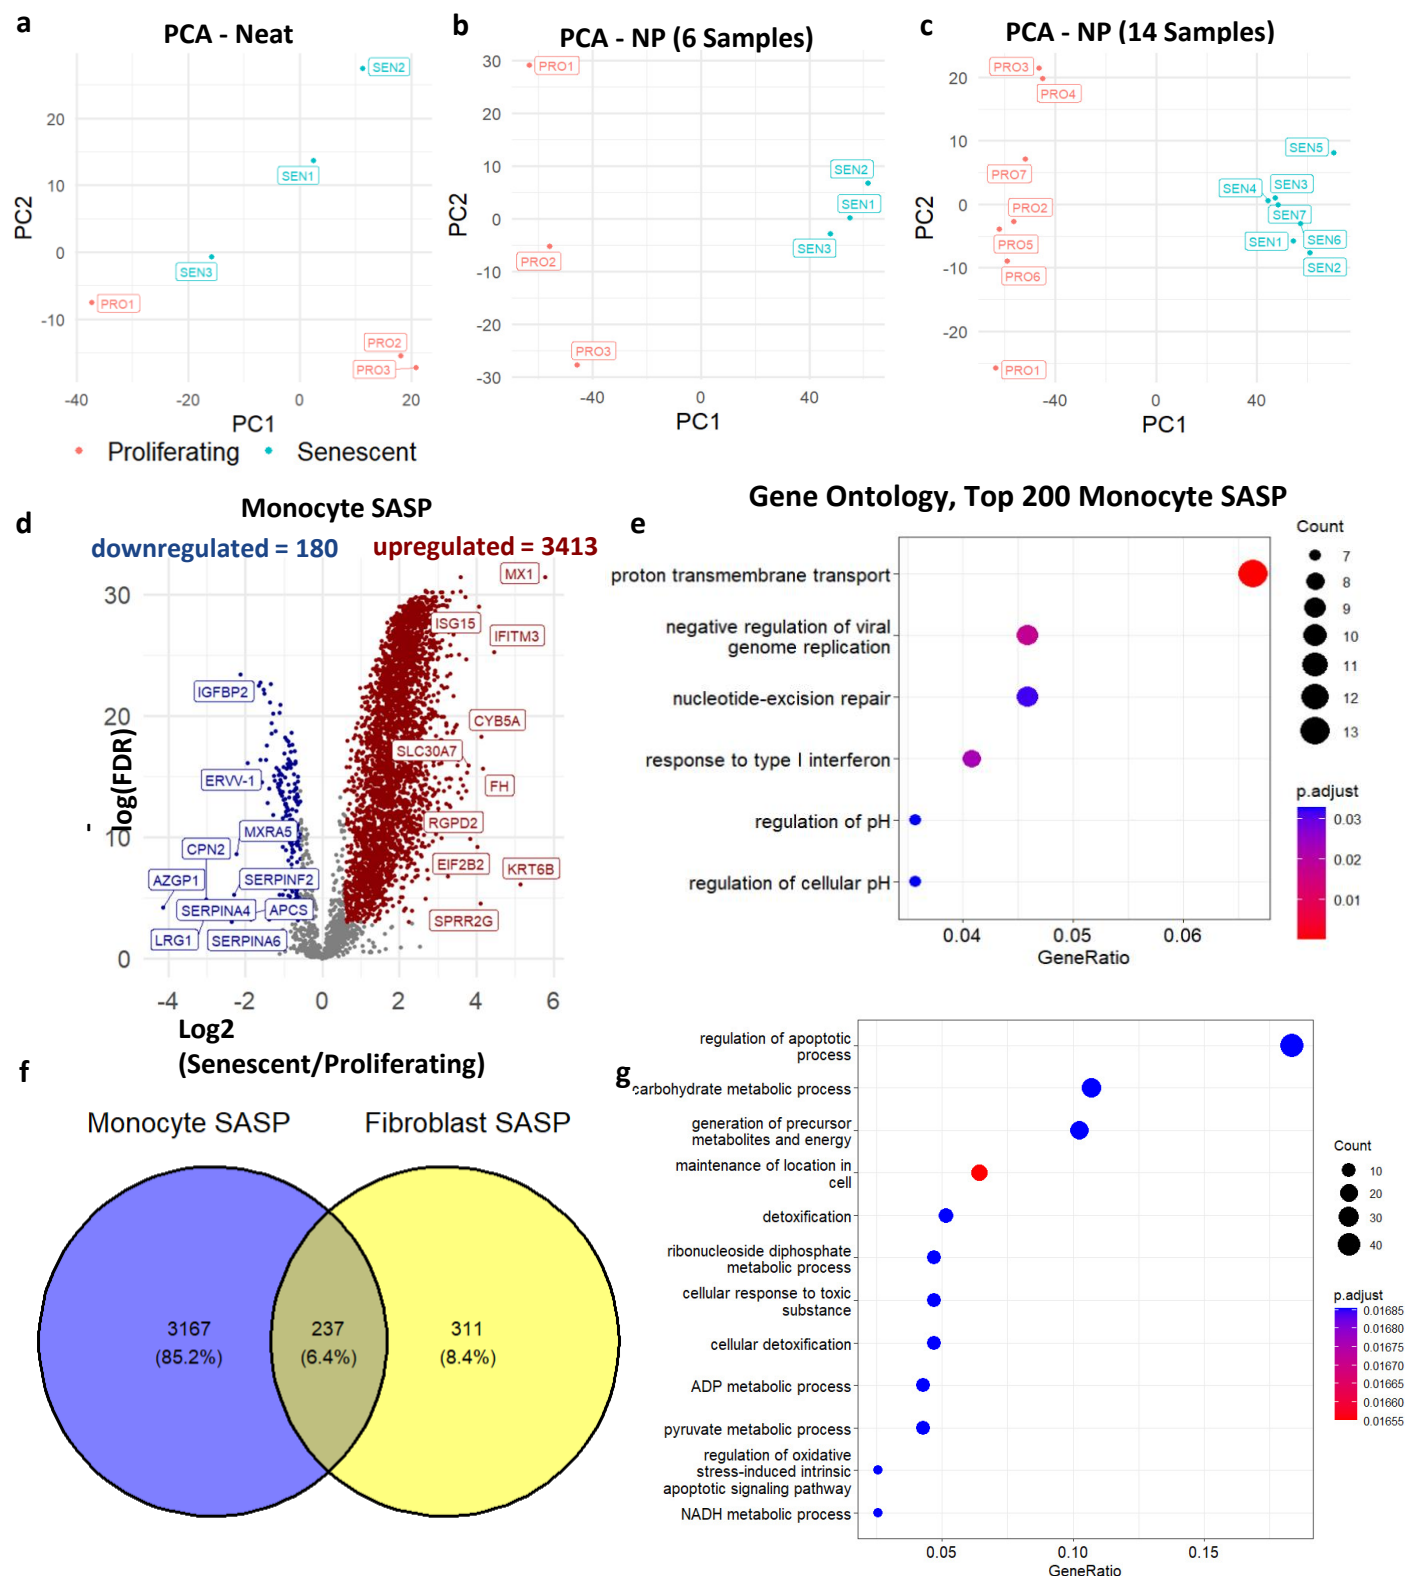 a
PCA - Neat
SEN2
SEN1
SEN3
PRO1
PRO2
PRO3
20
10
0
-10
PC2
-40
-20
0
20
PC1
Proliferating
Senescent
b
PCA - NP (6 Samples)
PRO1
SEN2
SEN1
SEN3
PRO2
PRO3
30
20
10
0
-10
-20
-30
PC2
-40
0
40
PC1
c
PCA - NP (14 Samples)
PRO3
PRO4
SEN5
PRO7
SEN4
SEN3
PRO2
SEN7
PRO5
SEN1
SEN6
PRO6
SEN2
PRO1
20
10
0
-10
-20
PC2
-40
0
40
PC1
d
Monocyte SASP
downregulated = 180
upregulated = 3413
MX1
ISG15
IFITM3
IGFBP2
CYB5A
SLC30A7
ERVV-1
FH
RGPD2
MXRA5
CPN2
EIF2B2
KRT6B
AZGP1
SERPINF2
SERPINA4
APCS
SPRR2G
LRG1
SERPINA6
30
20
10
0
-
log(FDR)
-4
-2
0
2
4
6
Log2
(Senescent/Proliferating)
e
Gene Ontology, Top 200 Monocyte SASP
proton transmembrane transport
negative regulation of viral
genome replication
nucleotide-excision repair
response to type I interferon
regulation of pH
regulation of cellular pH
0.04
0.05
0.06
GeneRatio
Count
7
8
9
10
11
12
13
p.adjust
0.03
0.02
0.01
f
Monocyte SASP
Fibroblast SASP
3167
(85.2%)
237
(6.4%)
311
(8.4%)
g
regulation of apoptotic
process
carbohydrate metabolic process
generation of precursor
metabolites and energy
maintenance of location in
cell
detoxification
ribonucleoside diphosphate
metabolic process
cellular response to toxic
substance
cellular detoxification
ADP metabolic process
pyruvate metabolic process
regulation of oxidative
stress-induced intrinsic
apoptotic signaling pathway
NADH metabolic process
0.05
0.10
0.15
GeneRatio
Count
10
20
30
40
p.adjust
0.01685
0.01680
0.01675
0.01670
0.01665
0.01660
0.01655